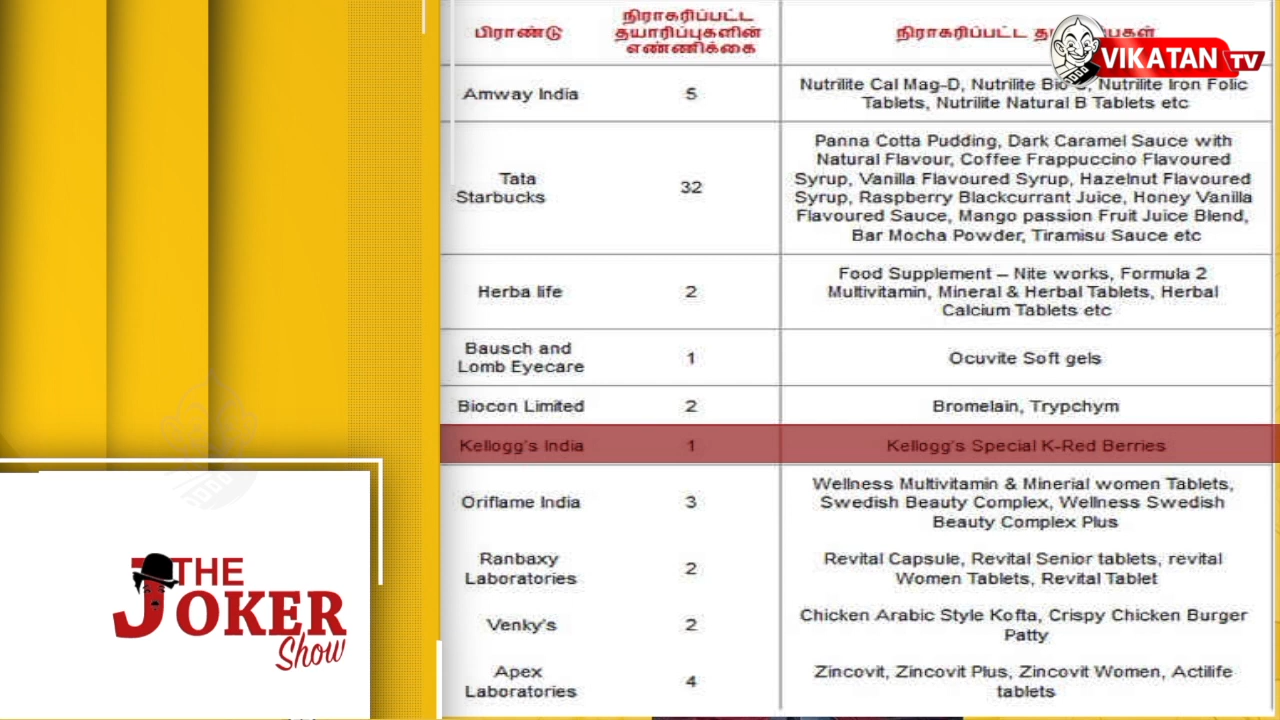 பிராண்டு
நிராகரிப்பட்ட
தயாரிப்புகளின்
எண்ணிக்கை
நிராகரிப்பட்ட
VIKATAN TV
Amway India
5
Nutrilite Cal Mag-D, Nutrilite Bio C, Nutrilite Iron Folic
Tablets, Nutrilite Natural B Tablets etc
Tata
Starbucks
32
Panna Cotta Pudding, Dark Caramel Sauce with
Natural Flavour, Coffee Frappuccino Flavoured
Syrup, Vanilla Flavoured Syrup, Hazelnut Flavoured
Syrup, Raspberry Blackcurrant Juice, Honey Vanilla
Flavoured Sauce, Mango passion Fruit Juice Blend,
Bar Mocha Powder, Tiramisu Sauce etc
Herba life
2
Food Supplement – Nite works, Formula 2
Multivitamin, Mineral & Herbal Tablets, Herbal
Calcium Tablets etc
Bausch and
Lomb Eyecare
1
Ocuvite Soft gels
Biocon Limited
2
Bromelain, Trypchym
Kellogg's India
1
Kellogg's Special K-Red Berries
Oriflame India
3
Wellness Multivitamin & Minerial women Tablets,
Swedish Beauty Complex, Wellness Swedish
Beauty Complex Plus
Ranbaxy
Laboratories
2
Revital Capsule, Revital Senior tablets, revital
Women Tablets, Revital Tablet
Venky's
2
Chicken Arabic Style Kofta, Crispy Chicken Burger
Patty
Apex
Laboratories
4
Zincovit, Zincovit Plus, Zincovit Women, Actilife
tablets
THE
JOKER
Show